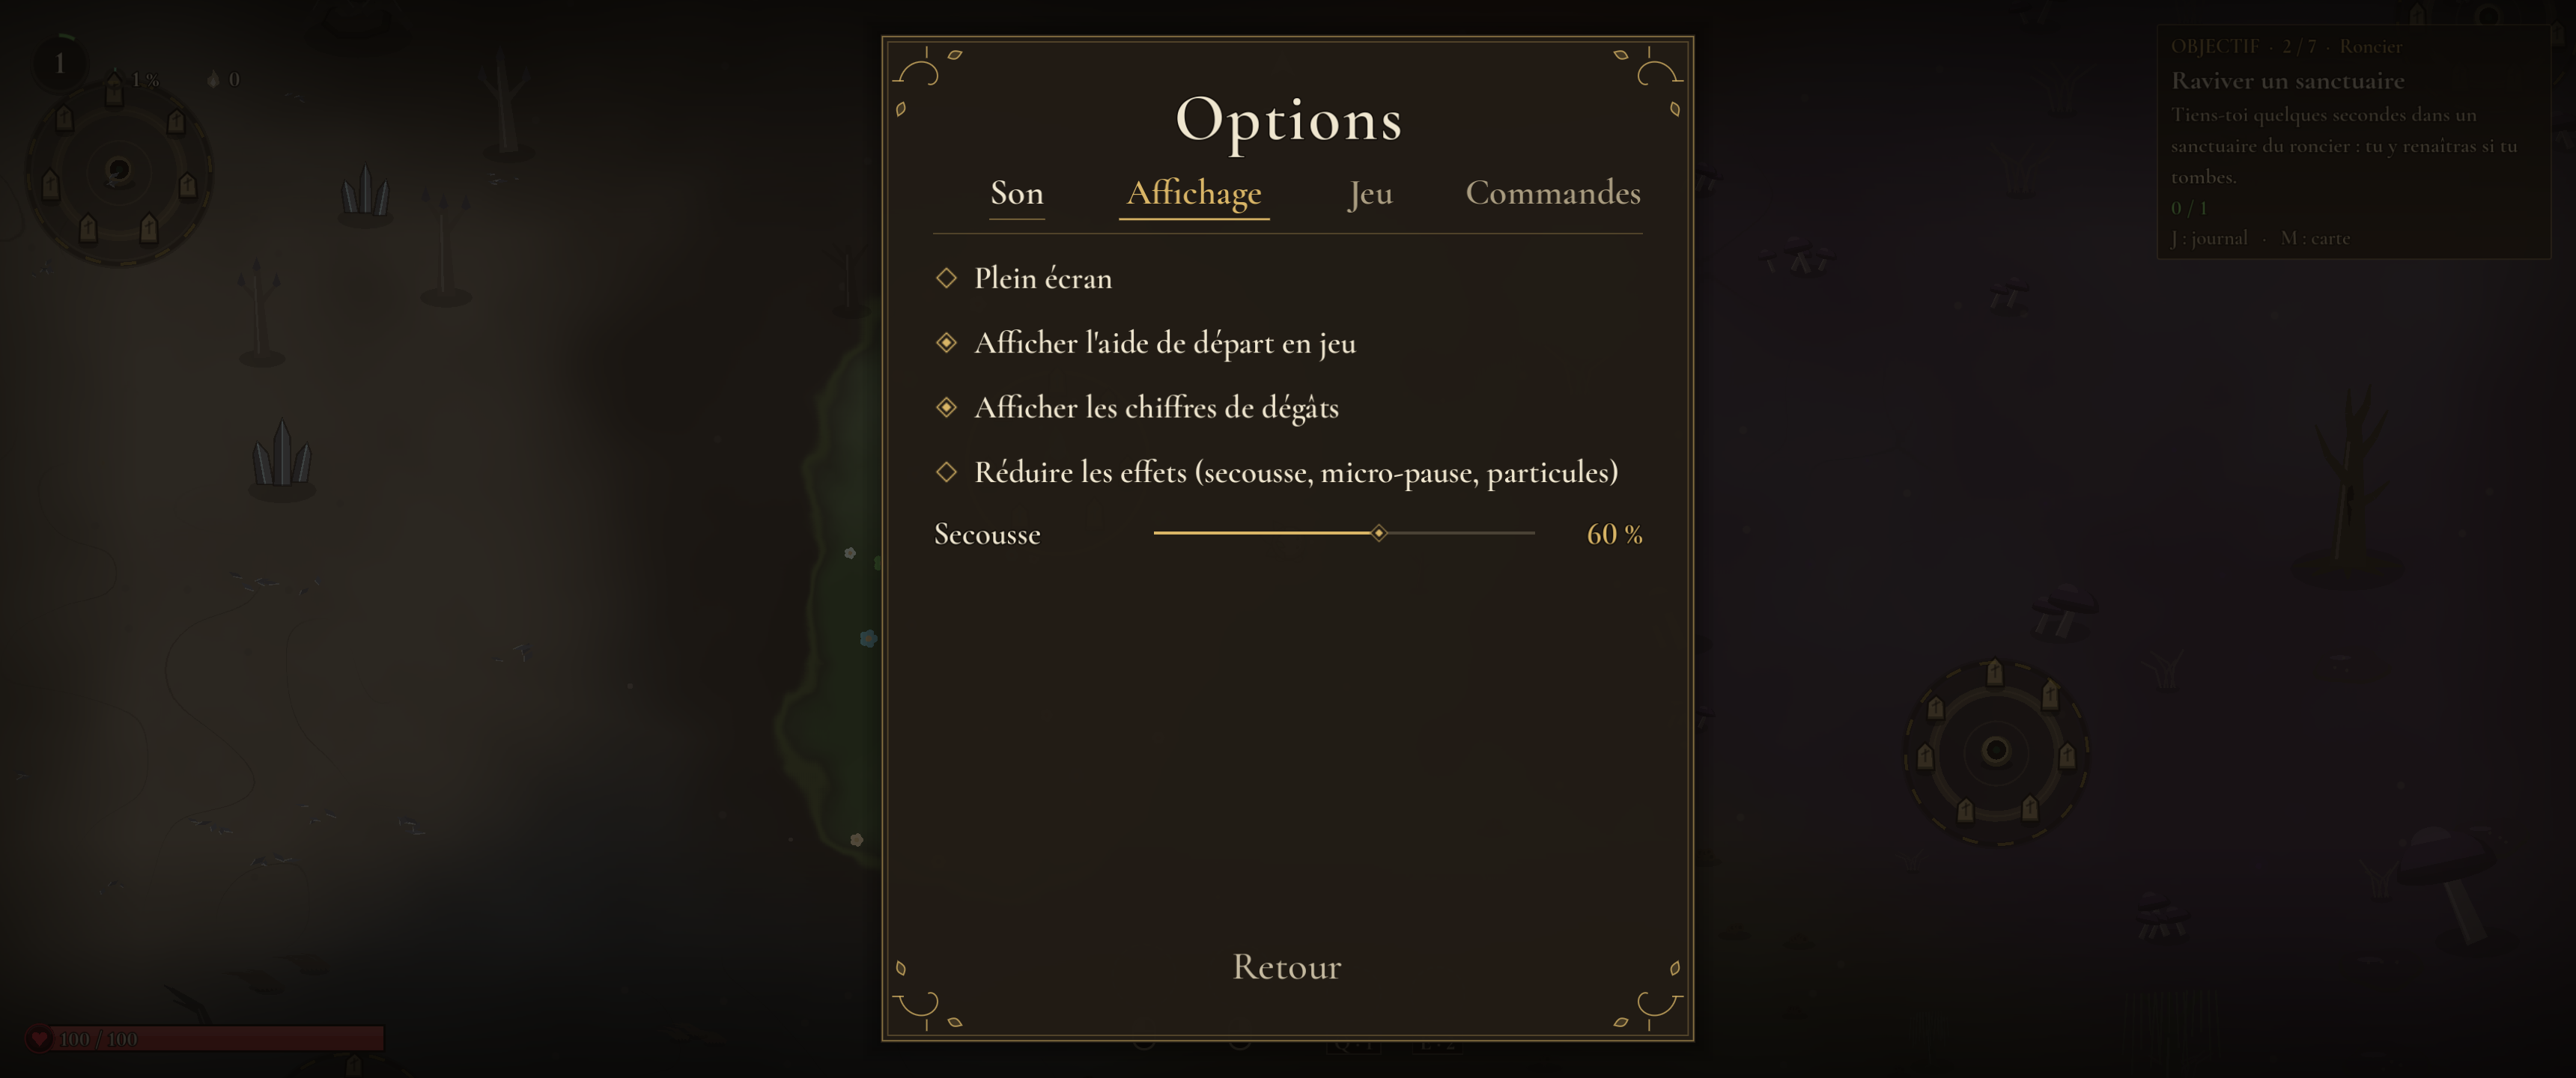 1
1 %
0
OBJECTIF · 2 / 7 · Roncier
Raviver un sanctuaire
Tiens-toi quelques secondes dans un
sanctuaire du roncier : tu y renaitras si tu
tombes.
0 / 1
J : journal · M : carte
Options
Son
Affichage
Jeu
Commandes
Plein écran
Afficher l'aide de départ en jeu
Afficher les chiffres de dégâts
Réduire les effets (secousse, micro-pause, particules)
Secousse
60 %
Retour
100 / 100